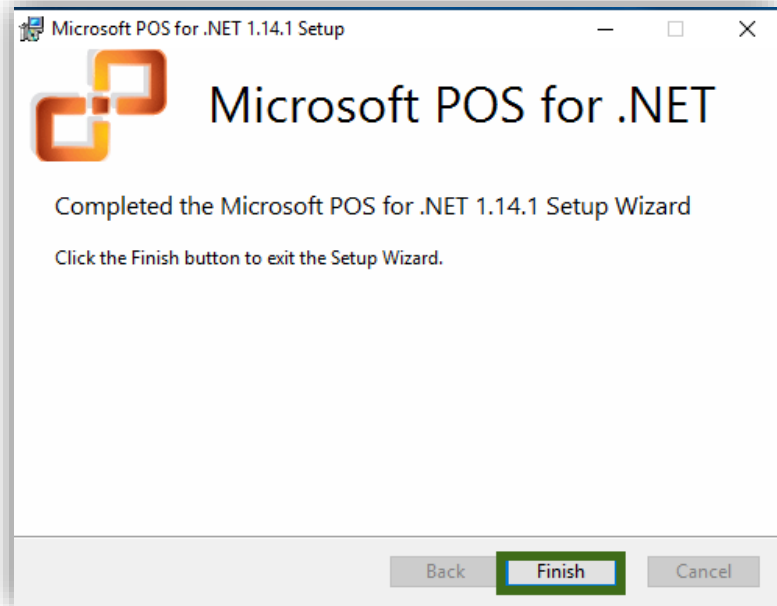 Microsoft POS for .NET 1.14.1 Setup
Microsoft POS for .NET
Completed the Microsoft POS for .NET 1.14.1 Setup Wizard
Click the Finish button to exit the Setup Wizard.
Back Finish Cancel